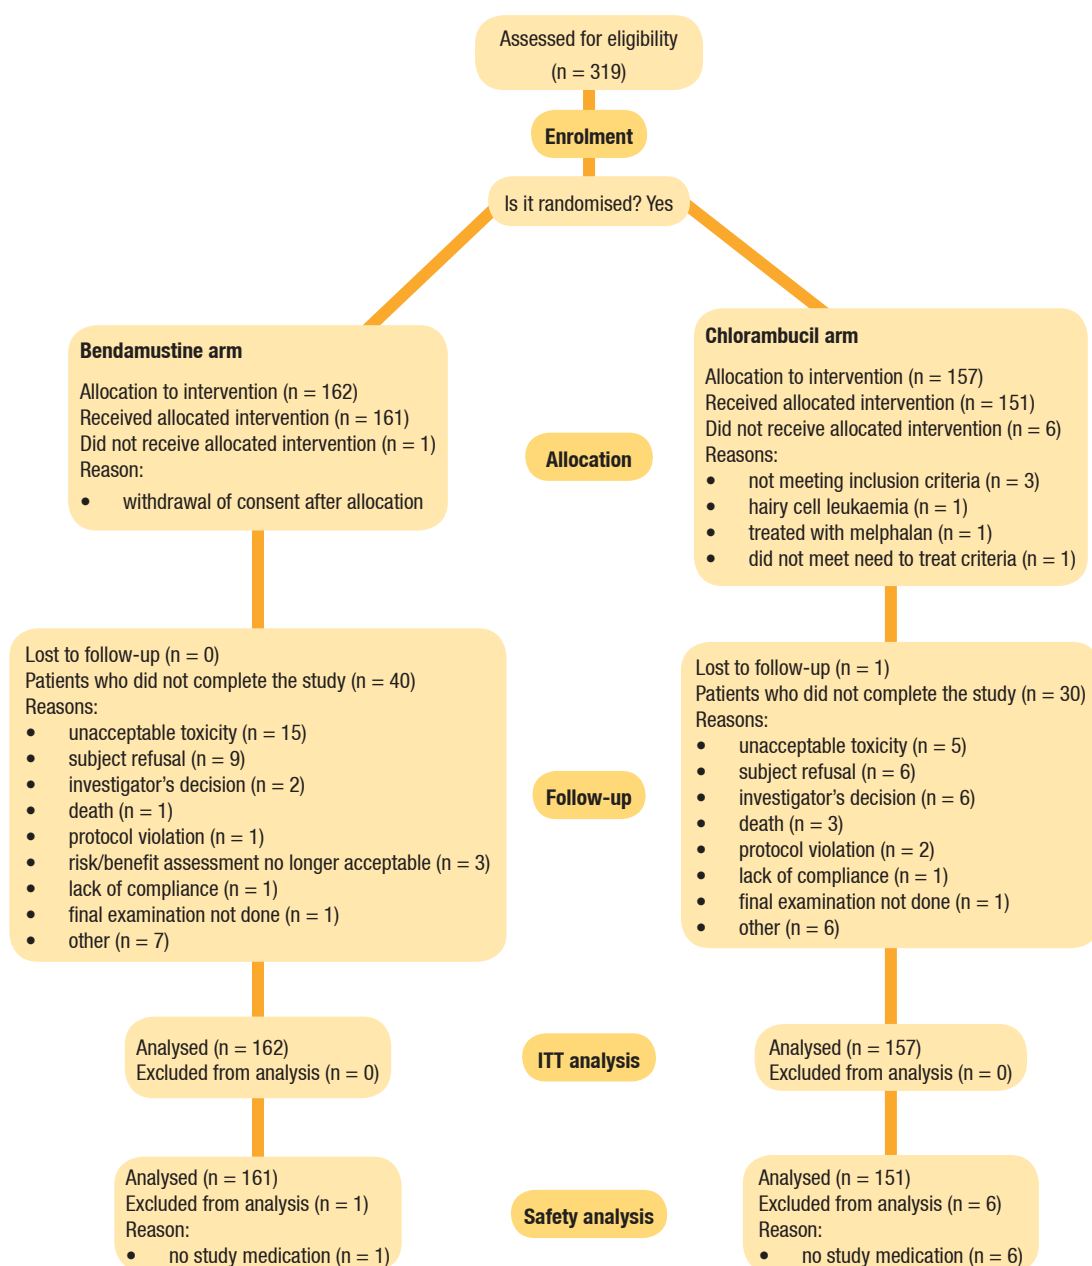 Assessed for eligibility
(n = 319)
Enrolment
Is it randomised? Yes
Bendamustine arm
Allocation to intervention (n = 162)
Received allocated intervention (n = 161)
Did not receive allocated intervention (n = 1)
Reason:
• withdrawal of consent after allocation
Allocation
Chlorambucil arm
Allocation to intervention (n = 157)
Received allocated intervention (n = 151)
Did not receive allocated intervention (n = 6)
Reasons:
• not meeting inclusion criteria (n = 3)
• hairy cell leukaemia (n = 1)
• treated with melphalan (n = 1)
• did not meet need to treat criteria (n = 1)
Lost to follow-up (n = 0)
Patients who did not complete the study (n = 40)
Reasons:
• unacceptable toxicity (n = 15)
• subject refusal (n = 9)
• investigator's decision (n = 2)
• death (n = 1)
• protocol violation (n = 1)
• risk/benefit assessment no longer acceptable (n = 3)
• lack of compliance (n = 1)
• final examination not done (n = 1)
• other (n = 7)
Follow-up
Lost to follow-up (n = 1)
Patients who did not complete the study (n = 30)
Reasons:
• unacceptable toxicity (n = 5)
• subject refusal (n = 6)
• investigator's decision (n = 6)
• death (n = 3)
• protocol violation (n = 2)
• lack of compliance (n = 1)
• final examination not done (n = 1)
• other (n = 6)
Analysed (n = 162)
Excluded from analysis (n = 0)
ITT analysis
Analysed (n = 157)
Excluded from analysis (n = 0)
Analysed (n = 161)
Excluded from analysis (n = 1)
Reason:
• no study medication (n = 1)
Safety analysis
Analysed (n = 151)
Excluded from analysis (n = 6)
Reason:
• no study medication (n = 6)